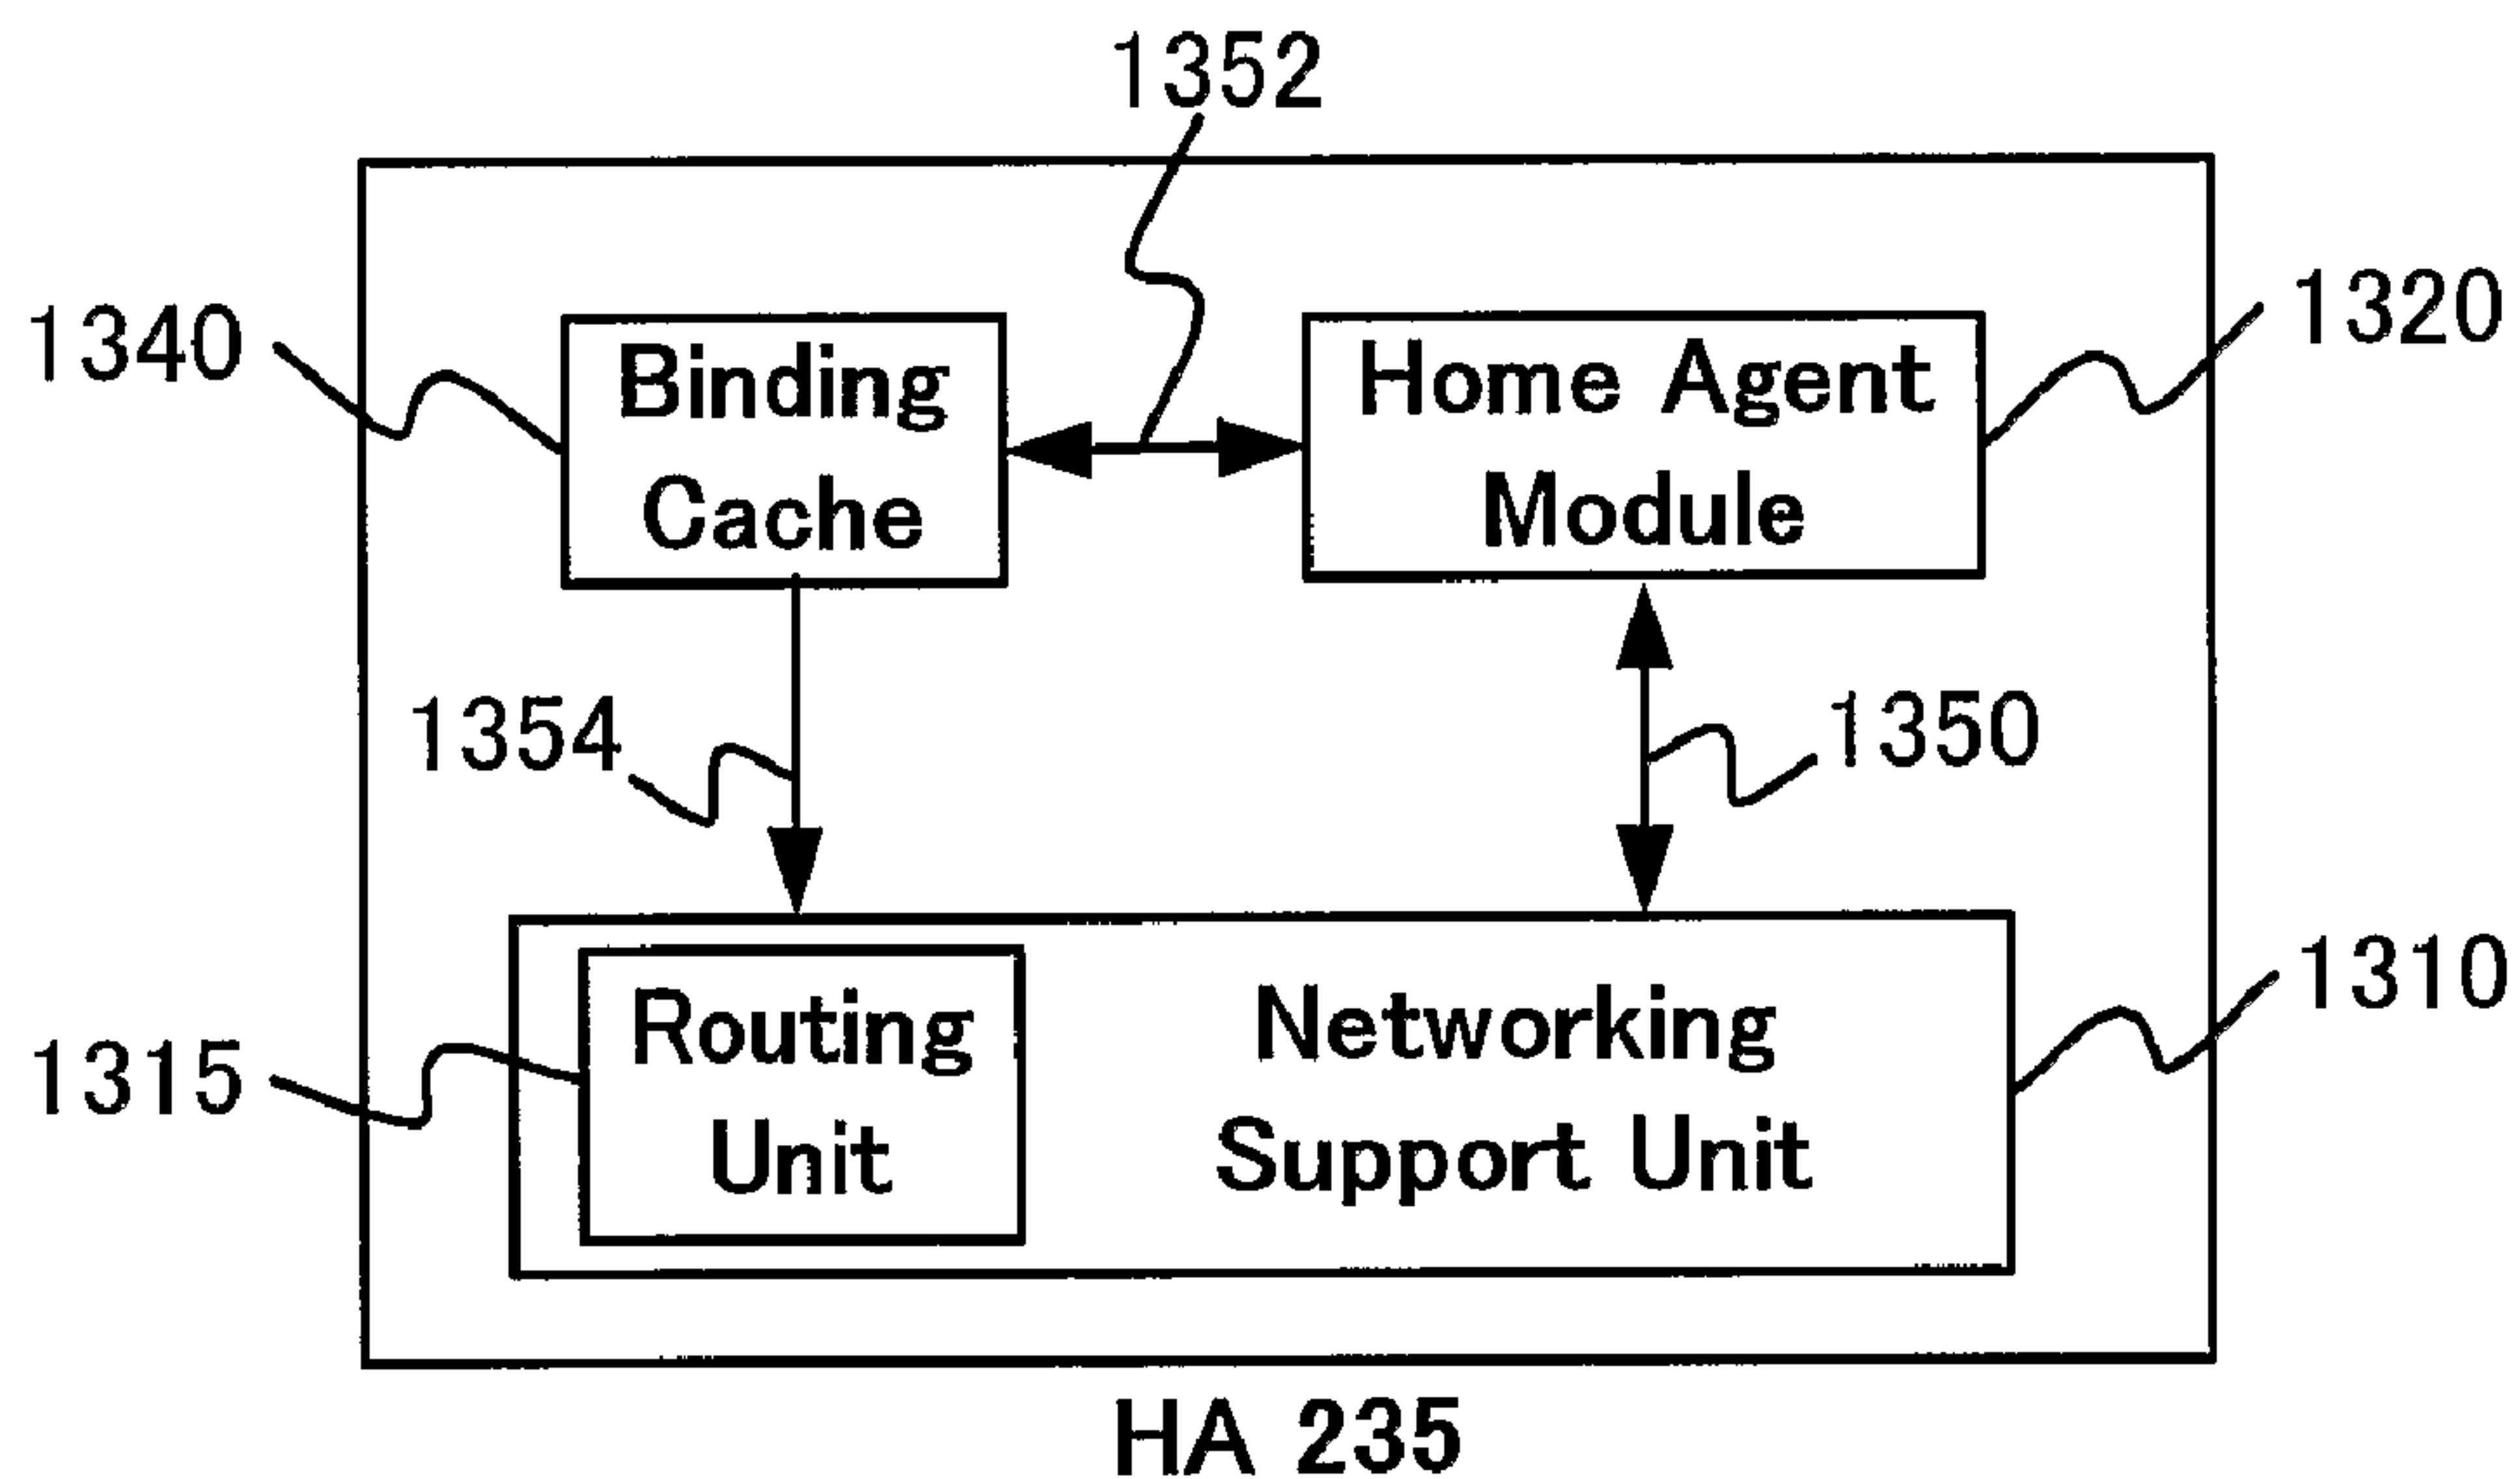 1352
1340
Binding
Cache
Home Agent
Module
1320
1354
1350
1315
Routing
Unit
Networking
Support Unit
1310
HA 235